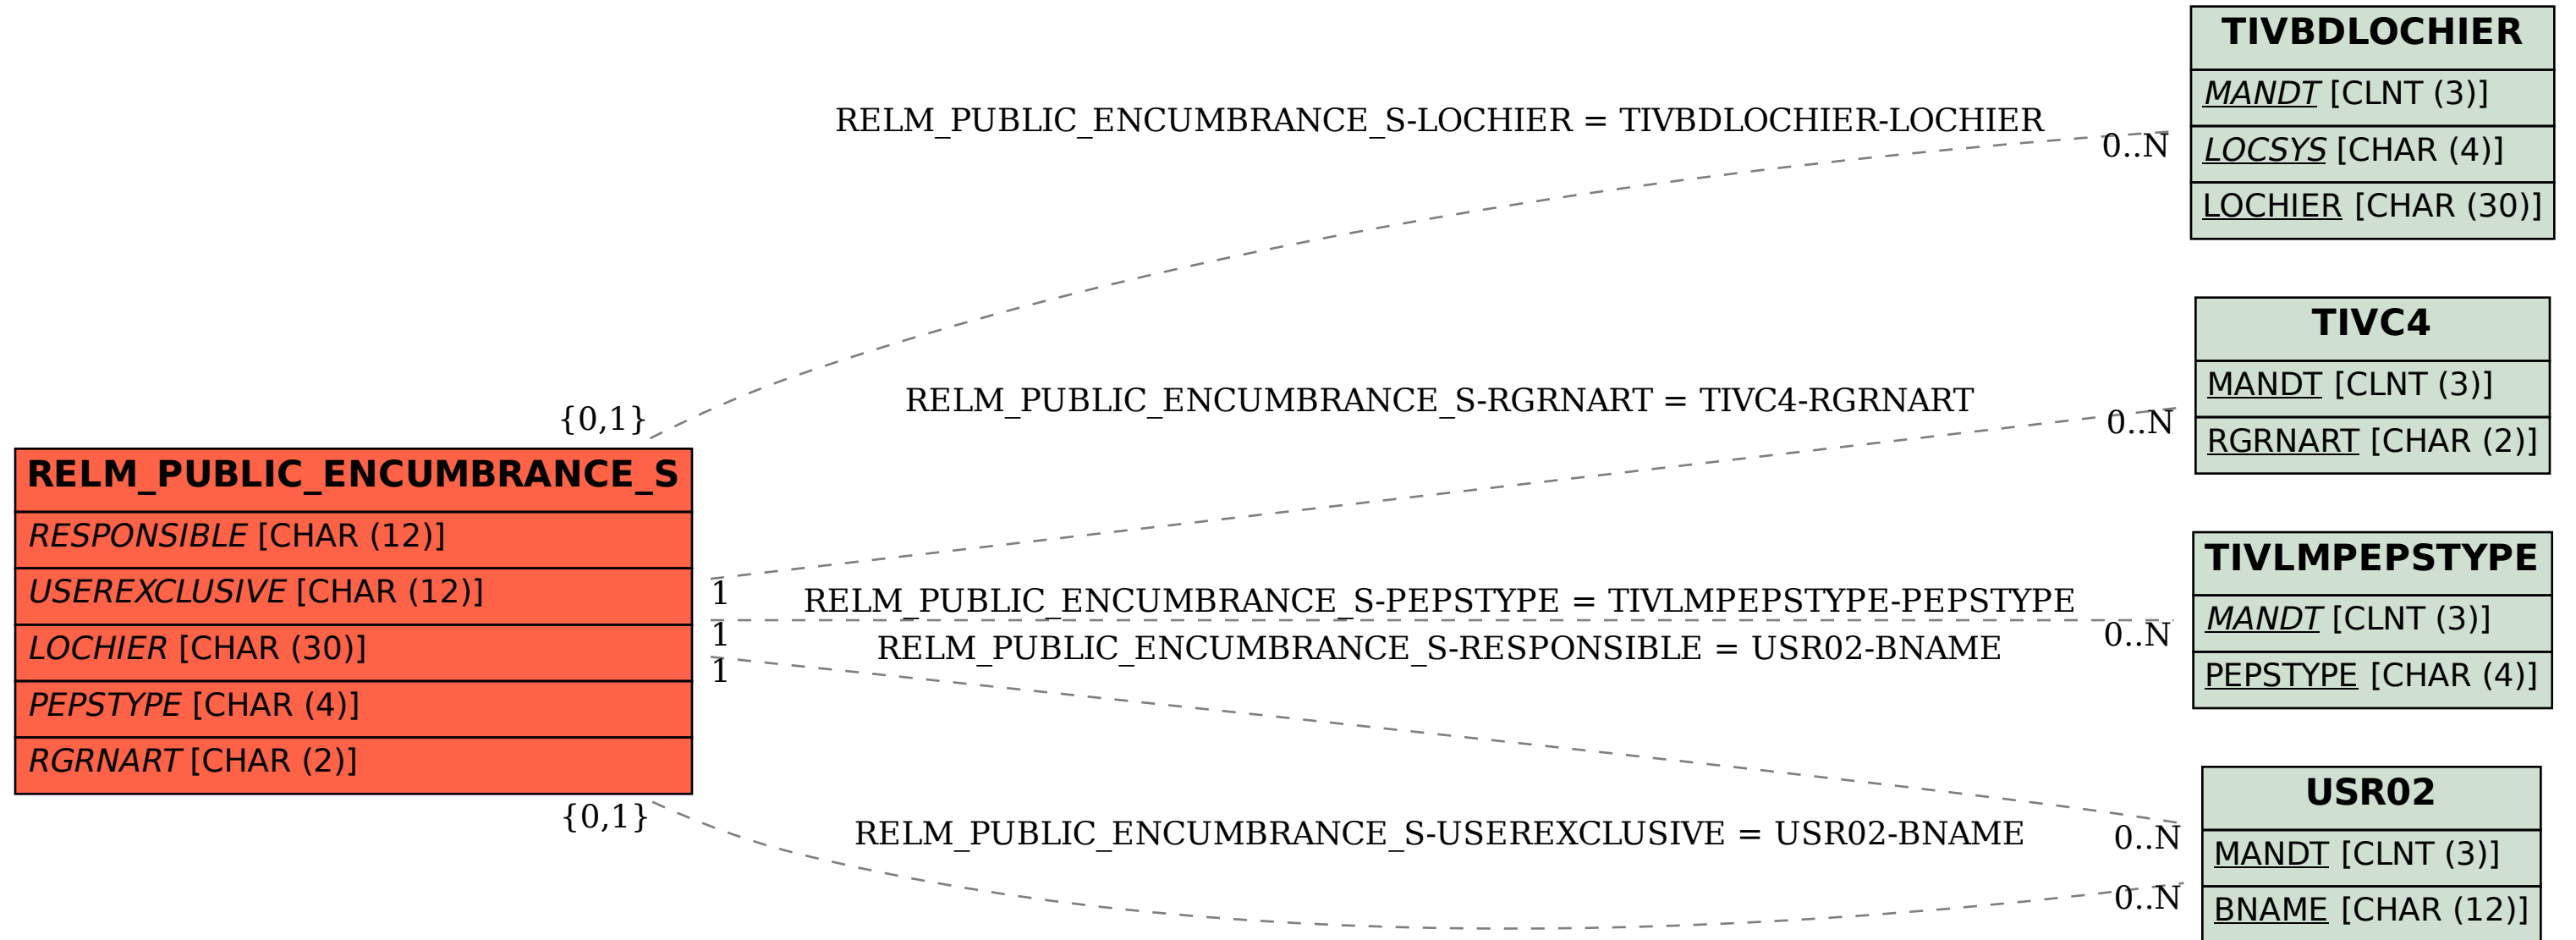 TIVBDLOCHIER
MANDT [CLNT (3)]
LOCSYS [CHAR (4)]
LOCHIER [CHAR (30)]
RELM_PUBLIC_ENCUMBRANCE_S-LOCHIER = TIVBDLOCHIER-LOCHIER
0..N
{0,1}
TIVC4
MANDT [CLNT (3)]
RGRNART [CHAR (2)]
RELM_PUBLIC_ENCUMBRANCE_S-RGRNART = TIVC4-RGRNART
0..N
1
RELM_PUBLIC_ENCUMBRANCE_S
RESPONSIBLE [CHAR (12)]
USEREXCLUSIVE [CHAR (12)]
LOCHIER [CHAR (30)]
PEPSTYPE [CHAR (4)]
RGRNART [CHAR (2)]
TIVLMPEPSTYPE
MANDT [CLNT (3)]
PEPSTYPE [CHAR (4)]
RELM_PUBLIC_ENCUMBRANCE_S-PEPSTYPE = TIVLMPEPSTYPE-PEPSTYPE
0..N
1
RELM_PUBLIC_ENCUMBRANCE_S-RESPONSIBLE = USR02-BNAME
1
0..N
USR02
MANDT [CLNT (3)]
BNAME [CHAR (12)]
RELM_PUBLIC_ENCUMBRANCE_S-USEREXCLUSIVE = USR02-BNAME
{0,1}
0..N